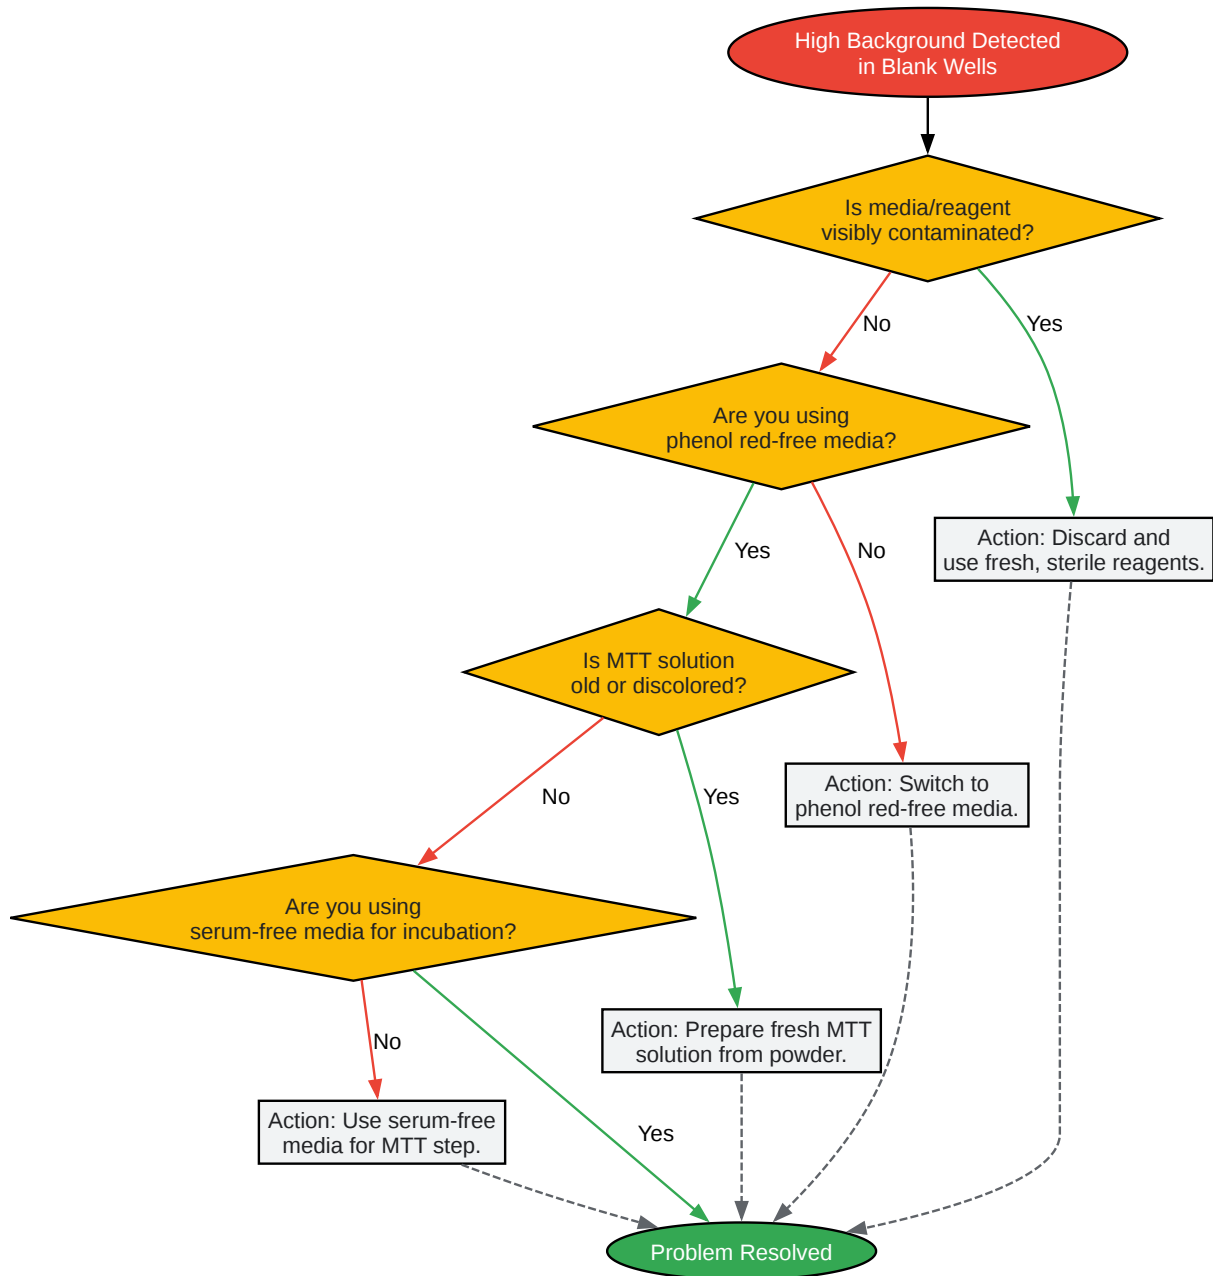 High Background Detected
in Blank Wells
Is media/reagent
visibly contaminated?
No
Yes
Are you using
phenol red-free media?
Yes
No
Action: Discard and
use fresh, sterile reagents.
Is MTT solution
old or discolored?
No
Yes
Action: Switch to
phenol red-free media.
Are you using
serum-free media for incubation?
No
Yes
Action: Prepare fresh MTT
solution from powder.
Action: Use serum-free
media for MTT step.
Problem Resolved